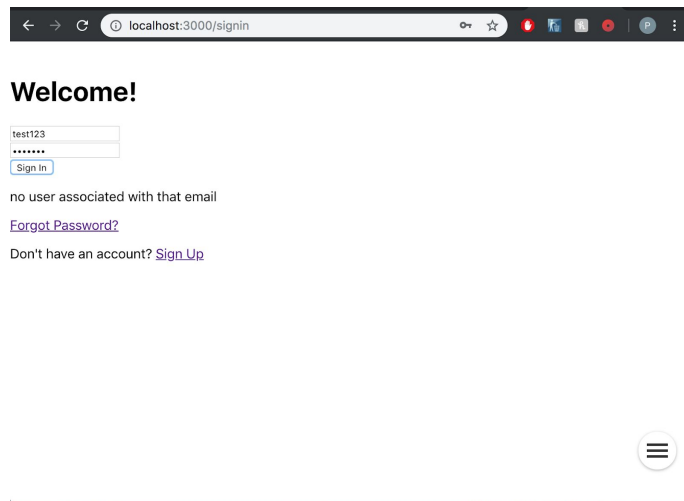 localhost:3000/signin
P
Welcome!
test123
•••••••
Sign In
no user associated with that email
Forgot Password?
Don't have an account? Sign Up